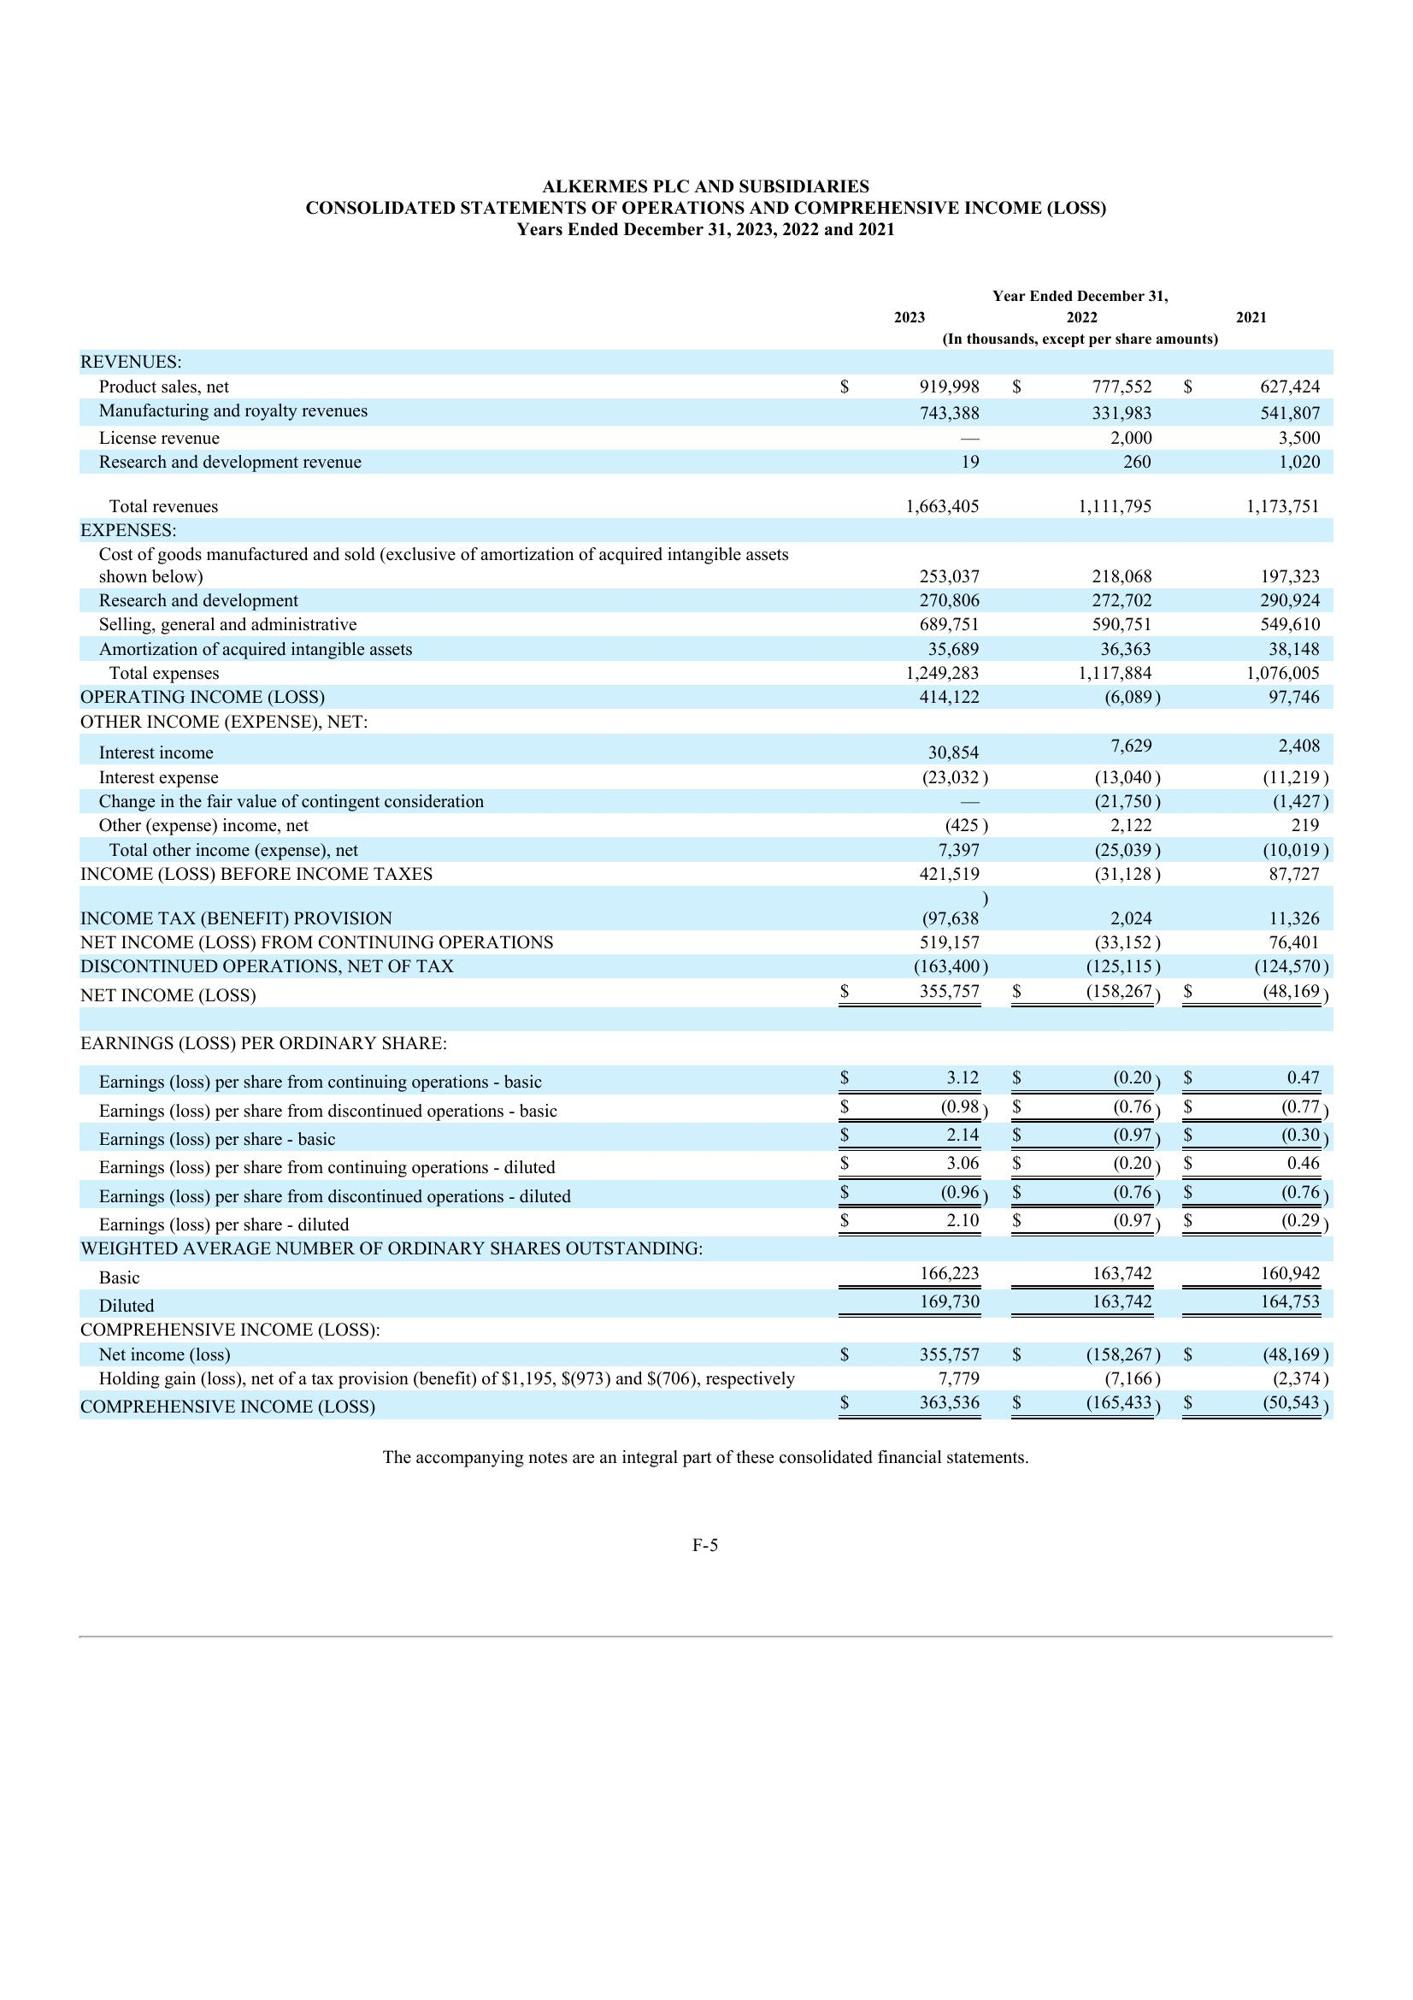 ALKERMES PLC AND SUBSIDIARIES
CONSOLIDATED STATEMENTS OF OPERATIONS AND COMPREHENSIVE INCOME (LOSS)
Years Ended December 31, 2023, 2022 and 2021
Year Ended December 31,
2023 2022 2021
(In thousands, except per share amounts)
REVENUES:
Product sales, net $ 919,998 $ 777,552 $ 627,424
Manufacturing and royalty revenues 743,388 331,983 541,807
License revenue — 2,000 3,500
Research and development revenue 19 260 1,020
Total revenues 1,663,405 1,111,795 1,173,751
EXPENSES:
Cost of goods manufactured and sold (exclusive of amortization of acquired intangible assets
shown below) 253,037 218,068 197,323
Research and development 270,806 272,702 290,924
Selling, general and administrative 689,751 590,751 549,610
Amortization of acquired intangible assets 35,689 36,363 38,148
Total expenses 1,249,283 1,117,884 1,076,005
OPERATING INCOME (LOSS) 414,122 (6,089) 97,746
OTHER INCOME (EXPENSE), NET:
Interest income 30,854 7,629 2,408
Interest expense (23,032) (13,040) (11,219)
Change in the fair value of contingent consideration — (21,750) (1,427)
Other (expense) income, net (425) 2,122 219
Total other income (expense), net 7,397 (25,039) (10,019)
INCOME (LOSS) BEFORE INCOME TAXES 421,519 (31,128) 87,727
INCOME TAX (BENEFIT) PROVISION (97,638) 2,024 11,326
NET INCOME (LOSS) FROM CONTINUING OPERATIONS 519,157 (33,152) 76,401
DISCONTINUED OPERATIONS, NET OF TAX (163,400) (125,115) (124,570)
NET INCOME (LOSS) $ 355,757 $ (158,267) $ (48,169)
EARNINGS (LOSS) PER ORDINARY SHARE:
Earnings (loss) per share from continuing operations - basic $ 3.12 $ (0.20) $ 0.47
Earnings (loss) per share from discontinued operations - basic $ (0.98) $ (0.76) $ (0.77)
Earnings (loss) per share - basic $ 2.14 $ (0.97) $ (0.30)
Earnings (loss) per share from continuing operations - diluted $ 3.06 $ (0.20) $ 0.46
Earnings (loss) per share from discontinued operations - diluted $ (0.96) $ (0.76) $ (0.76)
Earnings (loss) per share - diluted $ 2.10 $ (0.97) $ (0.29)
WEIGHTED AVERAGE NUMBER OF ORDINARY SHARES OUTSTANDING:
Basic 166,223 163,742 160,942
Diluted 169,730 163,742 164,753
COMPREHENSIVE INCOME (LOSS):
Net income (loss) $ 355,757 $ (158,267) $ (48,169)
Holding gain (loss), net of a tax provision (benefit) of $1,195, $(973) and $(706), respectively 7,779 (7,166) (2,374)
COMPREHENSIVE INCOME (LOSS) $ 363,536 $ (165,433) $ (50,543)
The accompanying notes are an integral part of these consolidated financial statements.
F-5